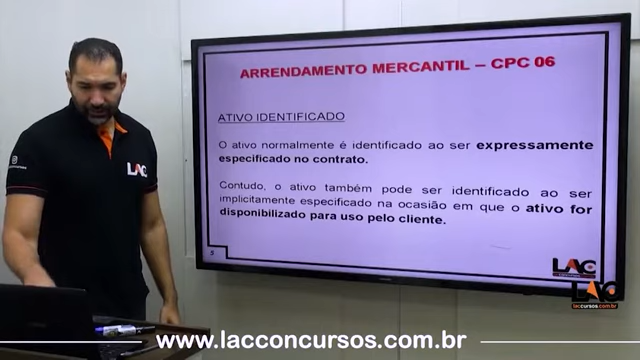 ARRENDAMENTO MERCANTIL – CPC 06
ATIVO IDENTIFICADO
O ativo normalmente é identificado ao ser expressamente
especificado no contrato.
Contudo, o ativo também pode ser identificado ao ser
implicitamente especificado na ocasião em que o ativo for
disponibilizado para uso pelo cliente.
5
LAC
LAC
LAC
laccursos.com.br
www.lacconcursos.com.br